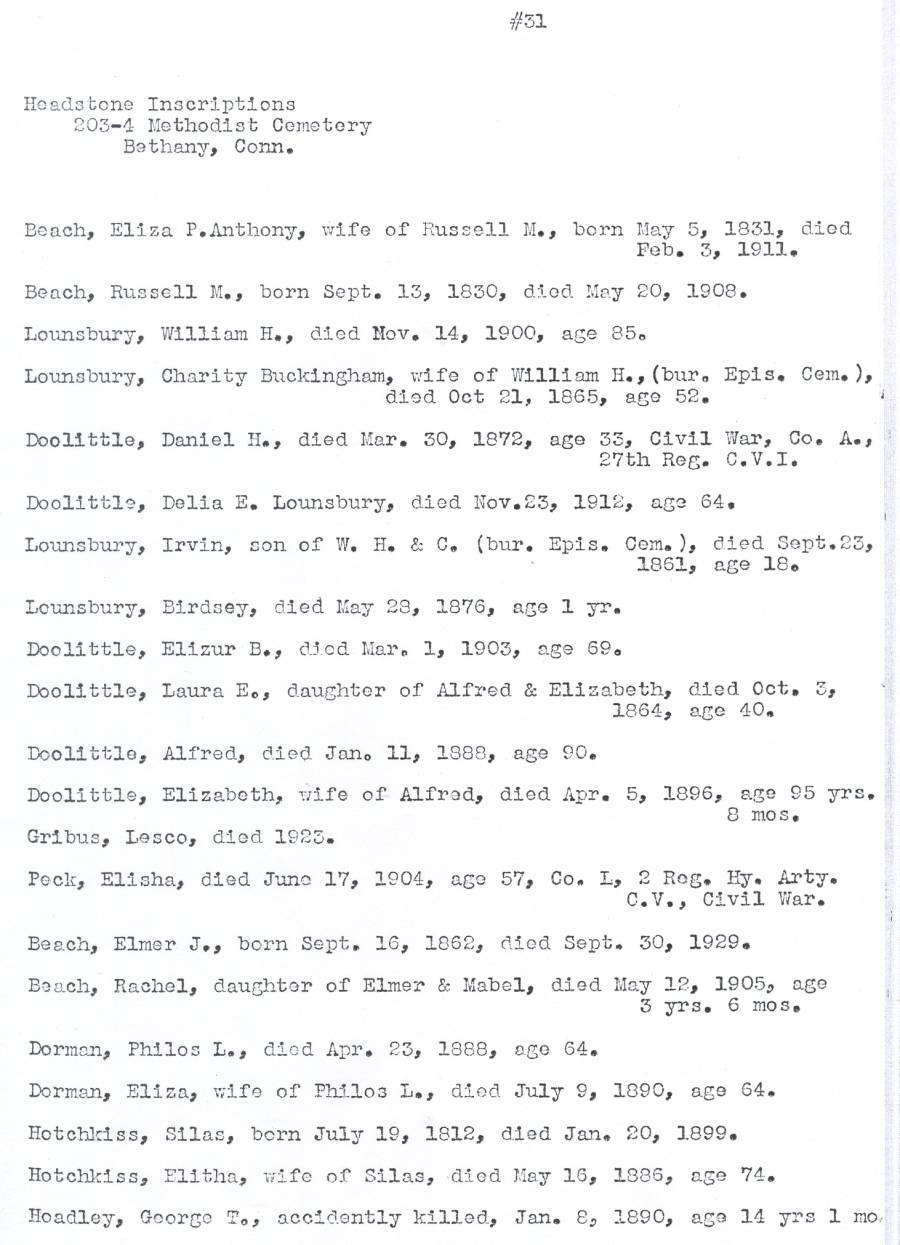 #31
Headstone Inscriptions
203-4 Methodist Cemetery
Bethany, Conn.
Beach, Eliza P.Anthony, wife of Russell M., born May 5, 1831, died
Feb. 3, 1911.
Beach, Russell M., born Sept. 13, 1830, died May 20, 1908.
Lounsbury, William H., died Nov. 14, 1900, age 85.
Lounsbury, Charity Buckingham, wife of William H.,(bur. Epis. Cem.),
died Oct 21, 1865, age 52.
Doolittle, Daniel H., died Mar. 30, 1872, age 33, Civil War, Co. A.,
27th Reg. C.V.I.
Doolittle, Delia E. Lounsbury, died Nov.23, 1912, age 64.
Lounsbury, Irvin, son of W. H. & C. (bur. Epis. Cem.), died Sept.23,
1861, age 18.
Lounsbury, Birdsey, died May 28, 1876, age 1 yr.
Doolittle, Elizur B., died Mar. 1, 1903, age 69.
Doolittle, Laura E., daughter of Alfred & Elizabeth, died Oct. 3,
1864, age 40.
Doolittle, Alfred, died Jan. 11, 1888, age 90.
Doolittle, Elizabeth, wife of Alfred, died Apr. 5, 1896, age 95 yrs.
8 mos.
Gribus, Lesco, died 1923.
Peck, Elisha, died June 17, 1904, age 57, Co. L, 2 Reg. Hy. Arty.
C.V., Civil War.
Beach, Elmer J., born Sept. 16, 1862, died Sept. 30, 1929.
Beach, Rachel, daughter of Elmer & Mabel, died May 12, 1905, age
3 yrs. 6 mos.
Dorman, Philos L., died Apr. 23, 1888, age 64.
Dorman, Eliza, wife of Philos L., died July 9, 1890, age 64.
Hotchkiss, Silas, born July 19, 1812, died Jan. 20, 1899.
Hotchkiss, Elitha, wife of Silas, died May 16, 1886, age 74.
Hoadley, George T., accidently killed, Jan. 8, 1890, age 14 yrs 1 mo.